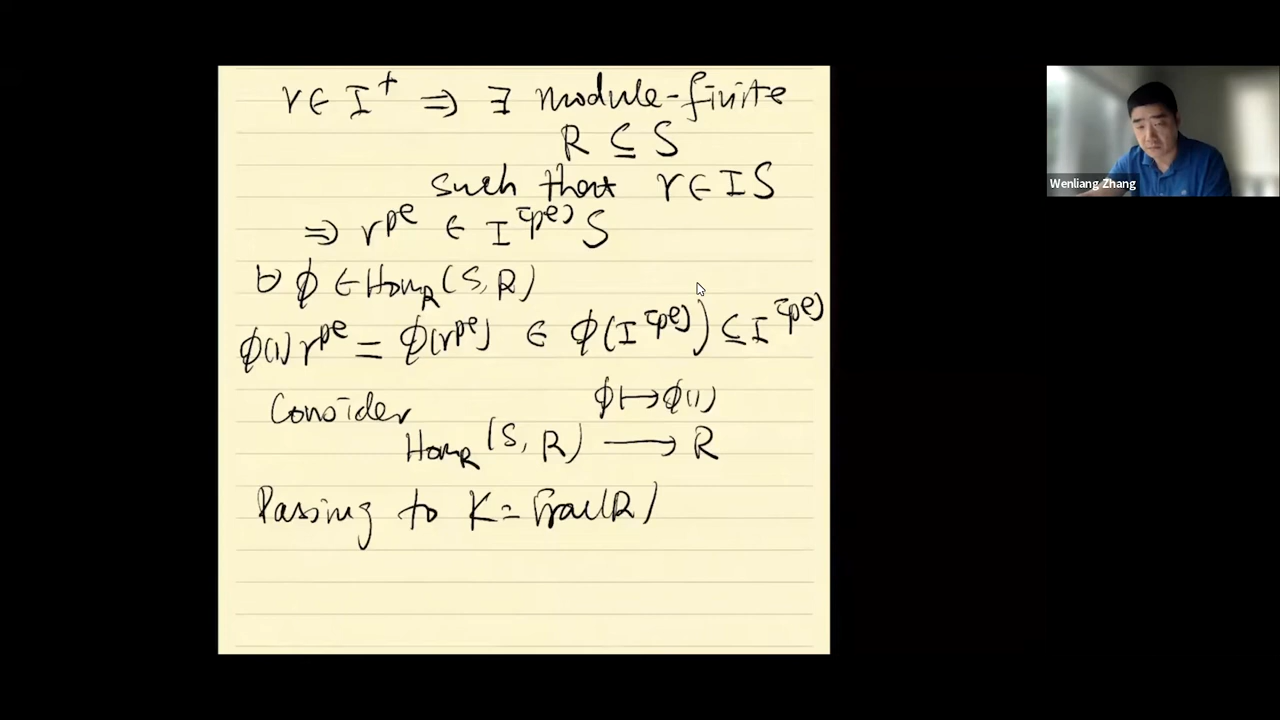 r ∈ I⁺ ⇒ ∃ module-finite
R ⊆ S
such that r ∈ IS
⇒ r^{p^e} ∈ I^{[p^e]} S
∀ ϕ ∈ Hom_R(S, R)
ϕ(1) r^{p^e} = ϕ(r^{p^e}) ∈ ϕ(I^{[p^e]}) ⊆ I^{[p^e]}
Consider
ϕ ↦ ϕ(1)
Hom_R(S, R) ⟶ R
Passing to K = Frac(R)
Wenliang Zhang